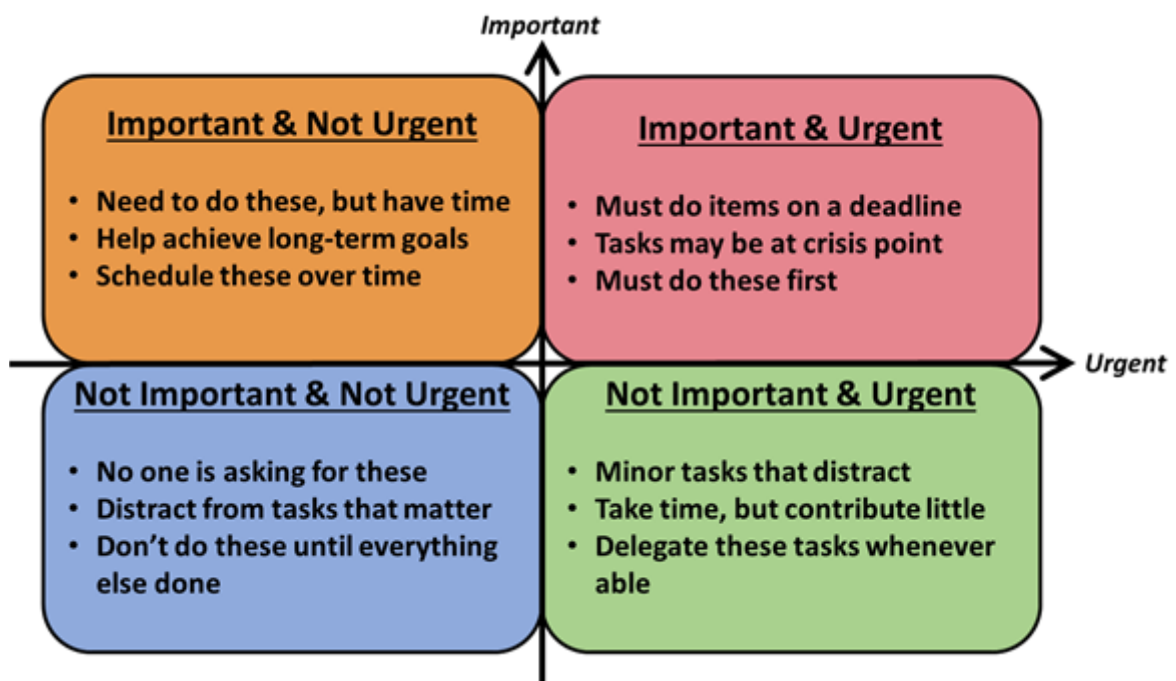 Important
Important & Not Urgent
• Need to do these, but have time
• Help achieve long-term goals
• Schedule these over time
Important & Urgent
• Must do items on a deadline
• Tasks may be at crisis point
• Must do these first
Urgent
Not Important & Not Urgent
• No one is asking for these
• Distract from tasks that matter
• Don’t do these until everything
else done
Not Important & Urgent
• Minor tasks that distract
• Take time, but contribute little
• Delegate these tasks whenever
able